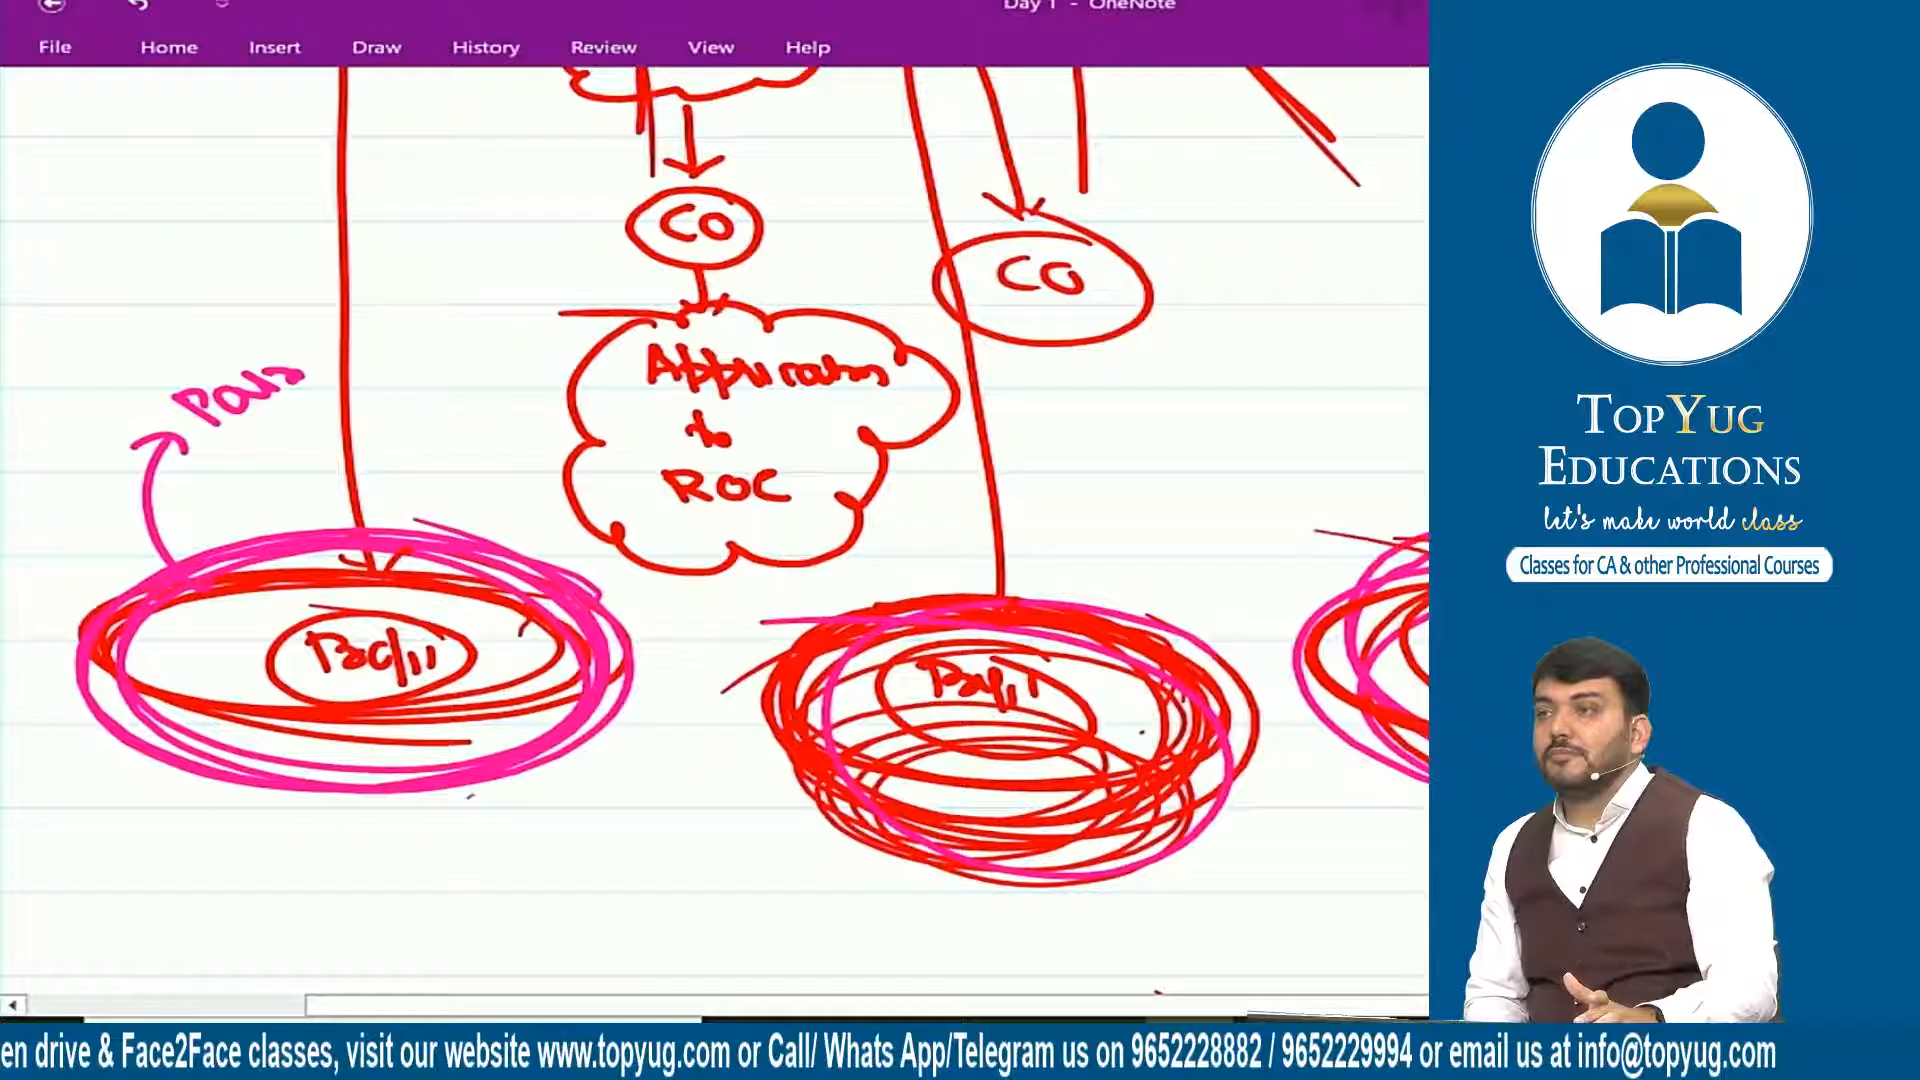 Day 1 - OneNote
File Home Insert Draw History Review View Help
CO
CO
Application
to
ROC
TOPYUG
EDUCATIONS
let's make world class
Classes for CA & other Professional Courses
en drive & Face2Face classes, visit our website www.topyug.com or Call/ Whats App/Telegram us on 9652228882 / 9652229994 or email us at info@topyug.com